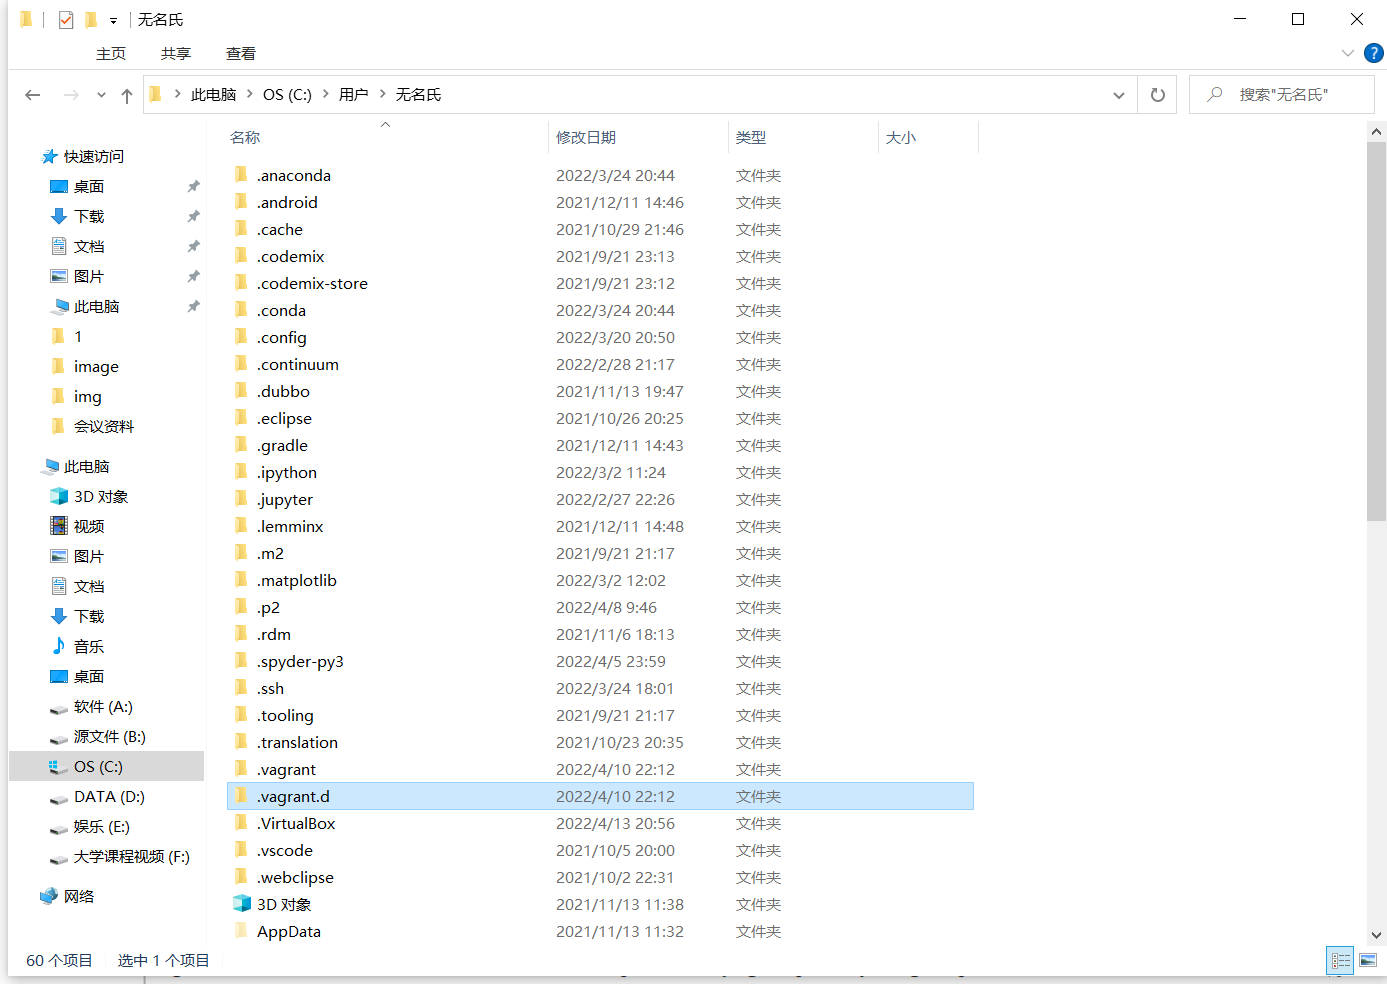 无名氏
主页 共享 查看
此电脑 OS (C:) 用户 无名氏
搜索"无名氏"
名称 修改日期 类型 大小
快速访问
桌面
下载
文档
图片
此电脑
1
image
img
会议资料
此电脑
3D 对象
视频
图片
文档
下载
音乐
桌面
软件 (A:)
源文件 (B:)
OS (C:)
DATA (D:)
娱乐 (E:)
大学课程视频 (F:)
网络
.anaconda 2022/3/24 20:44 文件夹
.android 2021/12/11 14:46 文件夹
.cache 2021/10/29 21:46 文件夹
.codemix 2021/9/21 23:13 文件夹
.codemix-store 2021/9/21 23:12 文件夹
.conda 2022/3/24 20:44 文件夹
.config 2022/3/20 20:50 文件夹
.continuum 2022/2/28 21:17 文件夹
.dubbo 2021/11/13 19:47 文件夹
.eclipse 2021/10/26 20:25 文件夹
.gradle 2021/12/11 14:43 文件夹
.ipython 2022/3/2 11:24 文件夹
.jupyter 2022/2/27 22:26 文件夹
.lemminx 2021/12/11 14:48 文件夹
.m2 2021/9/21 21:17 文件夹
.matplotlib 2022/3/2 12:02 文件夹
.p2 2022/4/8 9:46 文件夹
.rdm 2021/11/6 18:13 文件夹
.spyder-py3 2022/4/5 23:59 文件夹
.ssh 2022/3/24 18:01 文件夹
.tooling 2021/9/21 21:17 文件夹
.translation 2021/10/23 20:35 文件夹
.vagrant 2022/4/10 22:12 文件夹
.vagrant.d 2022/4/10 22:12 文件夹
.VirtualBox 2022/4/13 20:56 文件夹
.vscode 2021/10/5 20:00 文件夹
.webclipse 2021/10/2 22:31 文件夹
3D 对象 2021/11/13 11:38 文件夹
AppData 2021/11/13 11:32 文件夹
60 个项目 选中 1 个项目